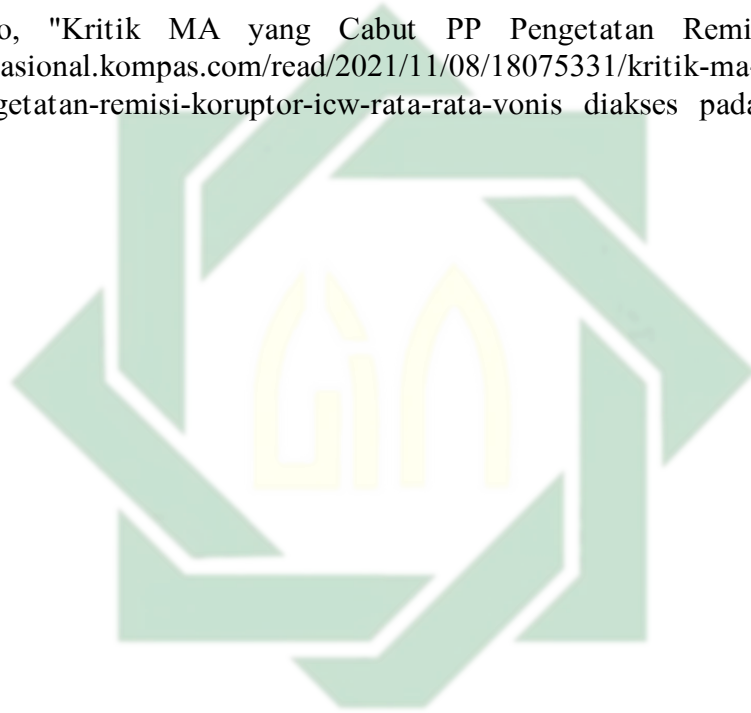 o, "Kritik MA yang Cabut PP Pengetatan Remi
asional.kompas.com/read/2021/11/08/18075331/kritik-ma-
getatan-remisi-koruptor-icw-rata-rata-vonis diakses pada
UIN